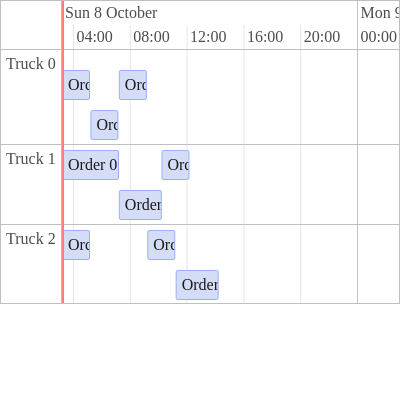 Sun 8 October
Mon 9
04:00 08:00 12:00 16:00 20:00 00:00
Truck 0
Ord Ord
Ord
Truck 1
Order 0 Ord
Order
Truck 2
Ord Ord
Order